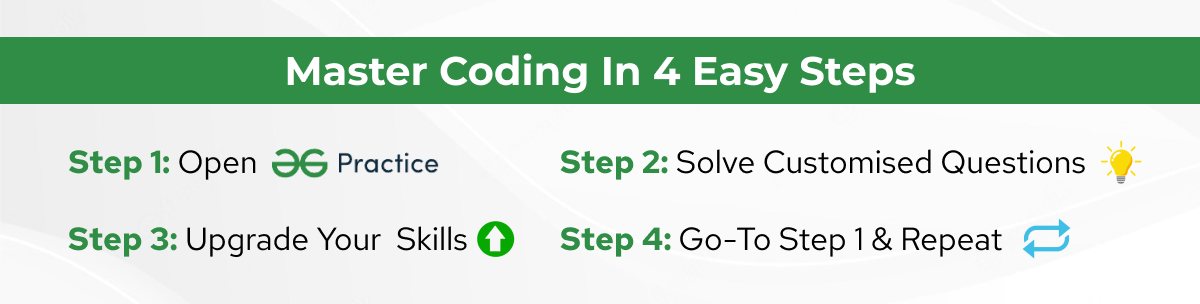 Master Coding In 4 Easy Steps
Step 1: Open GG Practice
Step 2: Solve Customised Questions
Step 3: Upgrade Your Skills
Step 4: Go-To Step 1 & Repeat